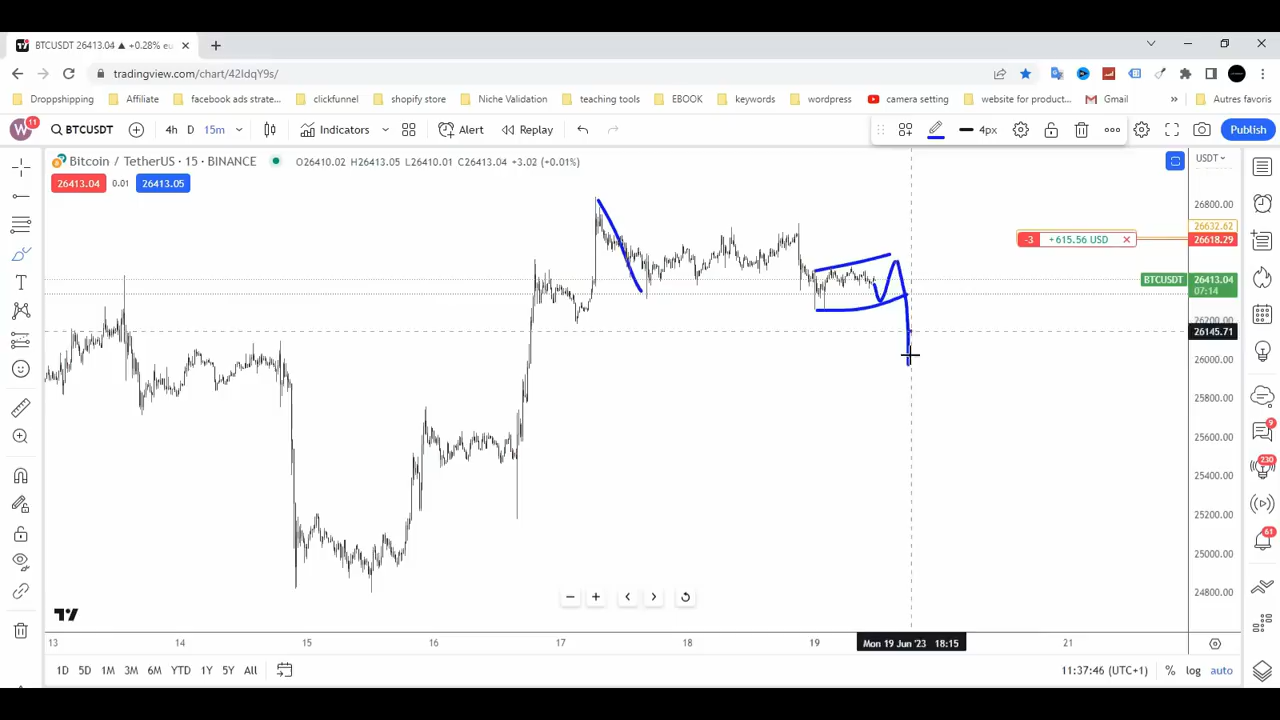 BTCUSDT 26413.04 ▲ +0.28% eu
tradingview.com/chart/42IdqY9s/
Droppshipping
Affiliate
facebook ads strate...
clickfunnel
shopify store
Niche Validation
teaching tools
EBOOK
keywords
wordpress
camera setting
website for product...
Gmail
»
Autres favoris
W
11
BTCUSDT
4h
15m
Indicators
Alert
Replay
4px
Publish
Bitcoin / TetherUS · 15 · BINANCE
O26410.02 H26413.05 L26410.01 C26413.04 +3.02 (+0.01%)
USDT
26413.04
0.01
26413.05
26800.00
26632.62
-3
+615.56 USD
26618.29
BTCUSDT
26413.04
07:14
26200.00
26145.71
26000.00
25800.00
25600.00
25400.00
25200.00
25000.00
24800.00
9
230
61
13
14
15
16
17
18
19
Mon 19 Jun '23 18:15
21
1D
5D
1M
3M
6M
YTD
1Y
5Y
All
11:37:46 (UTC+1)
%
log
auto